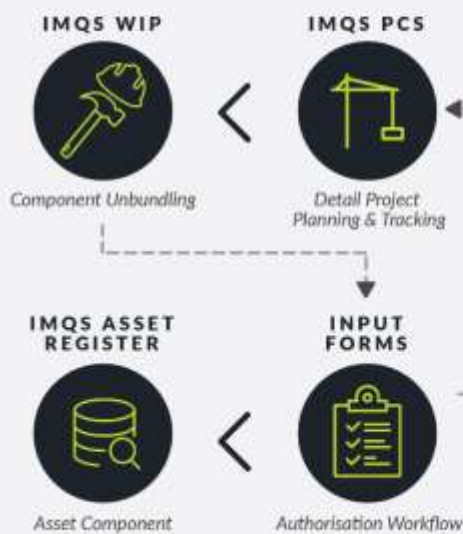 IMQS WIP
IMQS PCS
Component Unbundling
Detail Project
Planning & Tracking
IMQS ASSET
REGISTER
INPUT
FORMS
Asset Component
Authorisation Workflow